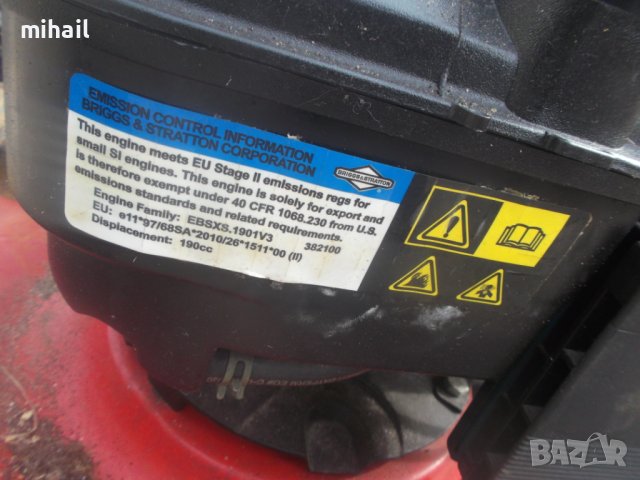 mihail
EMISSION CONTROL INFORMATION
BRIGGS & STRATTON CORPORATION
BRIGGS & STRATTON
This engine meets EU Stage II emissions regs for
small SI engines. This engine is solely for export and
is therefore exempt under 40 CFR 1068.230 from U.S.
emissions standards and related requirements.
Engine Family: EBSXS.1901V3 382100
EU: e11*97/68SA*2010/26*1511*00 (II)
Displacement: 190cc
BAZAR
bazar.bg